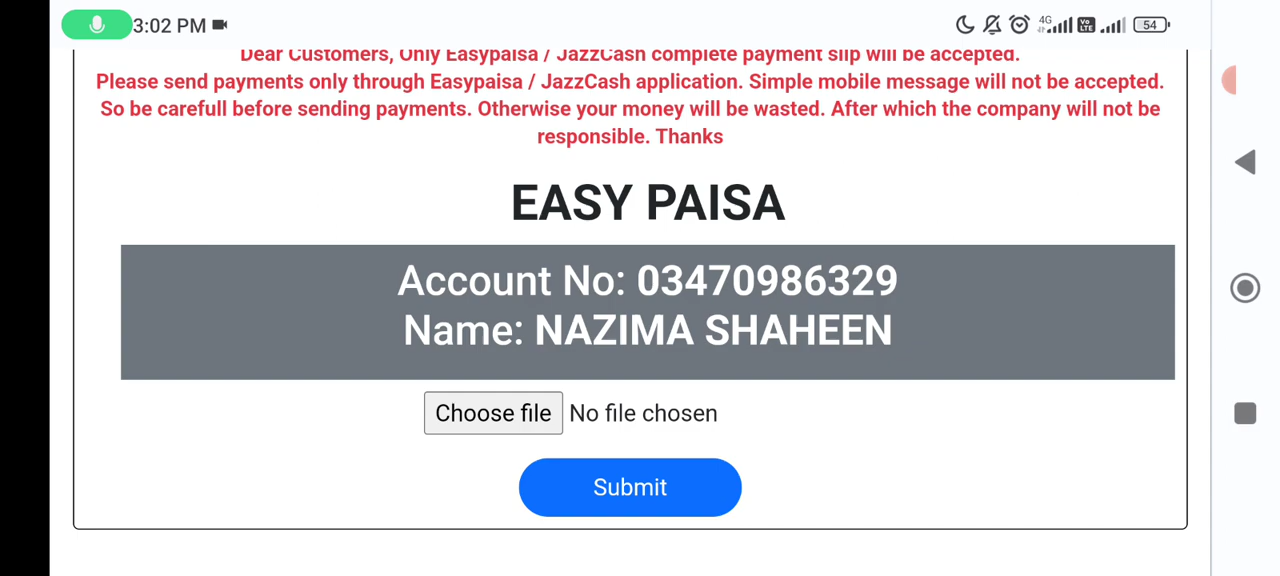 3:02 PM
4G
Vo
LTE
54
Dear Customers, Only Easypaisa / JazzCash complete payment slip will be accepted.
Please send payments only through Easypaisa / JazzCash application. Simple mobile message will not be accepted.
So be carefull before sending payments. Otherwise your money will be wasted. After which the company will not be
responsible. Thanks
EASY PAISA
Account No: 03470986329
Name: NAZIMA SHAHEEN
Choose file No file chosen
Submit